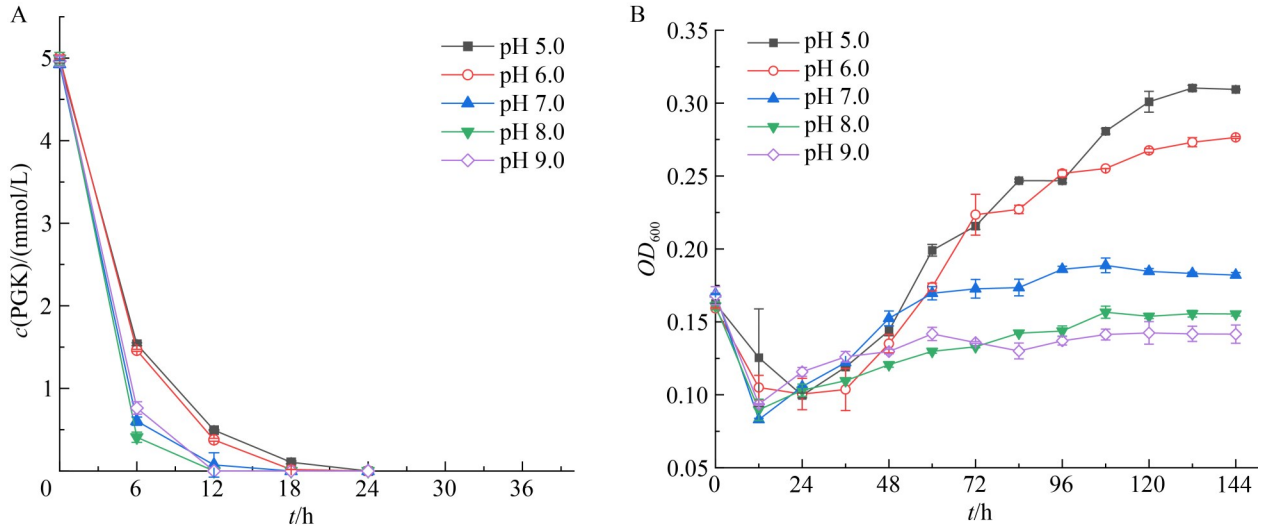 A
c(PGK)/(mmol/L)
5
4
3
2
1
0
6
12
18
24
30
36
t/h
pH 5.0
pH 6.0
pH 7.0
pH 8.0
pH 9.0
B
OD600
0.35
0.30
0.25
0.20
0.15
0.10
0.05
0
24
48
72
96
120
144
t/h
pH 5.0
pH 6.0
pH 7.0
pH 8.0
pH 9.0